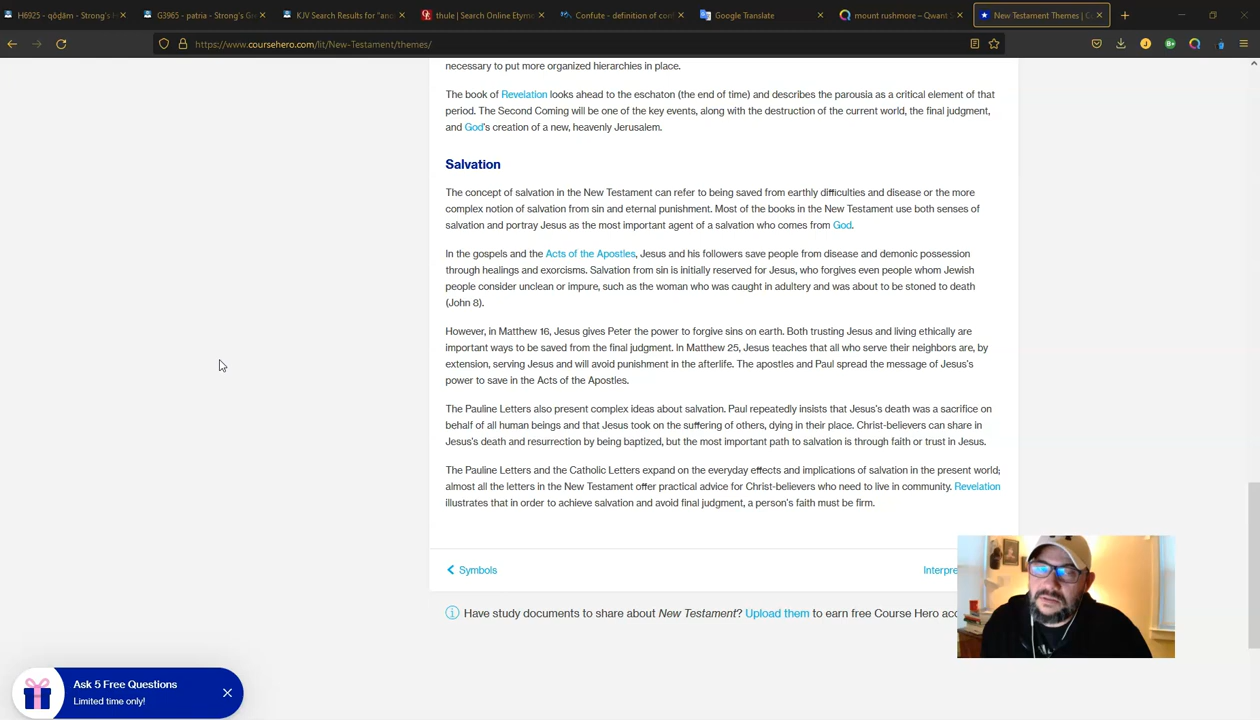 H6925 - qŏḏām - Strong's H
G3965 - patria - Strong's Gre
KJV Search Results for "ano
thule | Search Online Etymo
Confute - definition of conf
Google Translate
mount rushmore – Qwant S
New Testament Themes | C
https://www.coursehero.com/lit/New-Testament/themes/
necessary to put more organized hierarchies in place.
The book of Revelation looks ahead to the eschaton (the end of time) and describes the parousia as a critical element of that
period. The Second Coming will be one of the key events, along with the destruction of the current world, the final judgment,
and God's creation of a new, heavenly Jerusalem.
Salvation
The concept of salvation in the New Testament can refer to being saved from earthly difficulties and disease or the more
complex notion of salvation from sin and eternal punishment. Most of the books in the New Testament use both senses of
salvation and portray Jesus as the most important agent of a salvation who comes from God.
In the gospels and the Acts of the Apostles, Jesus and his followers save people from disease and demonic possession
through healings and exorcisms. Salvation from sin is initially reserved for Jesus, who forgives even people whom Jewish
people consider unclean or impure, such as the woman who was caught in adultery and was about to be stoned to death
(John 8).
However, in Matthew 16, Jesus gives Peter the power to forgive sins on earth. Both trusting Jesus and living ethically are
important ways to be saved from the final judgment. In Matthew 25, Jesus teaches that all who serve their neighbors are, by
extension, serving Jesus and will avoid punishment in the afterlife. The apostles and Paul spread the message of Jesus's
power to save in the Acts of the Apostles.
The Pauline Letters also present complex ideas about salvation. Paul repeatedly insists that Jesus's death was a sacrifice on
behalf of all human beings and that Jesus took on the suffering of others, dying in their place. Christ-believers can share in
Jesus's death and resurrection by being baptized, but the most important path to salvation is through faith or trust in Jesus.
The Pauline Letters and the Catholic Letters expand on the everyday effects and implications of salvation in the present world;
almost all the letters in the New Testament offer practical advice for Christ-believers who need to live in community. Revelation
illustrates that in order to achieve salvation and avoid final judgment, a person's faith must be firm.
Symbols
Interpre
Have study documents to share about New Testament? Upload them to earn free Course Hero acc
Ask 5 Free Questions
Limited time only!